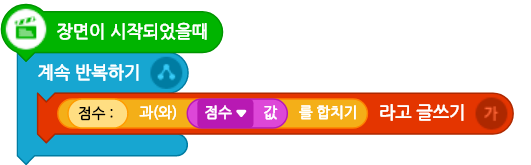 장면이 시작되었을때
계속 반복하기
점수 : 과(와) 점수 값 를 합치기 라고 글쓰기 가